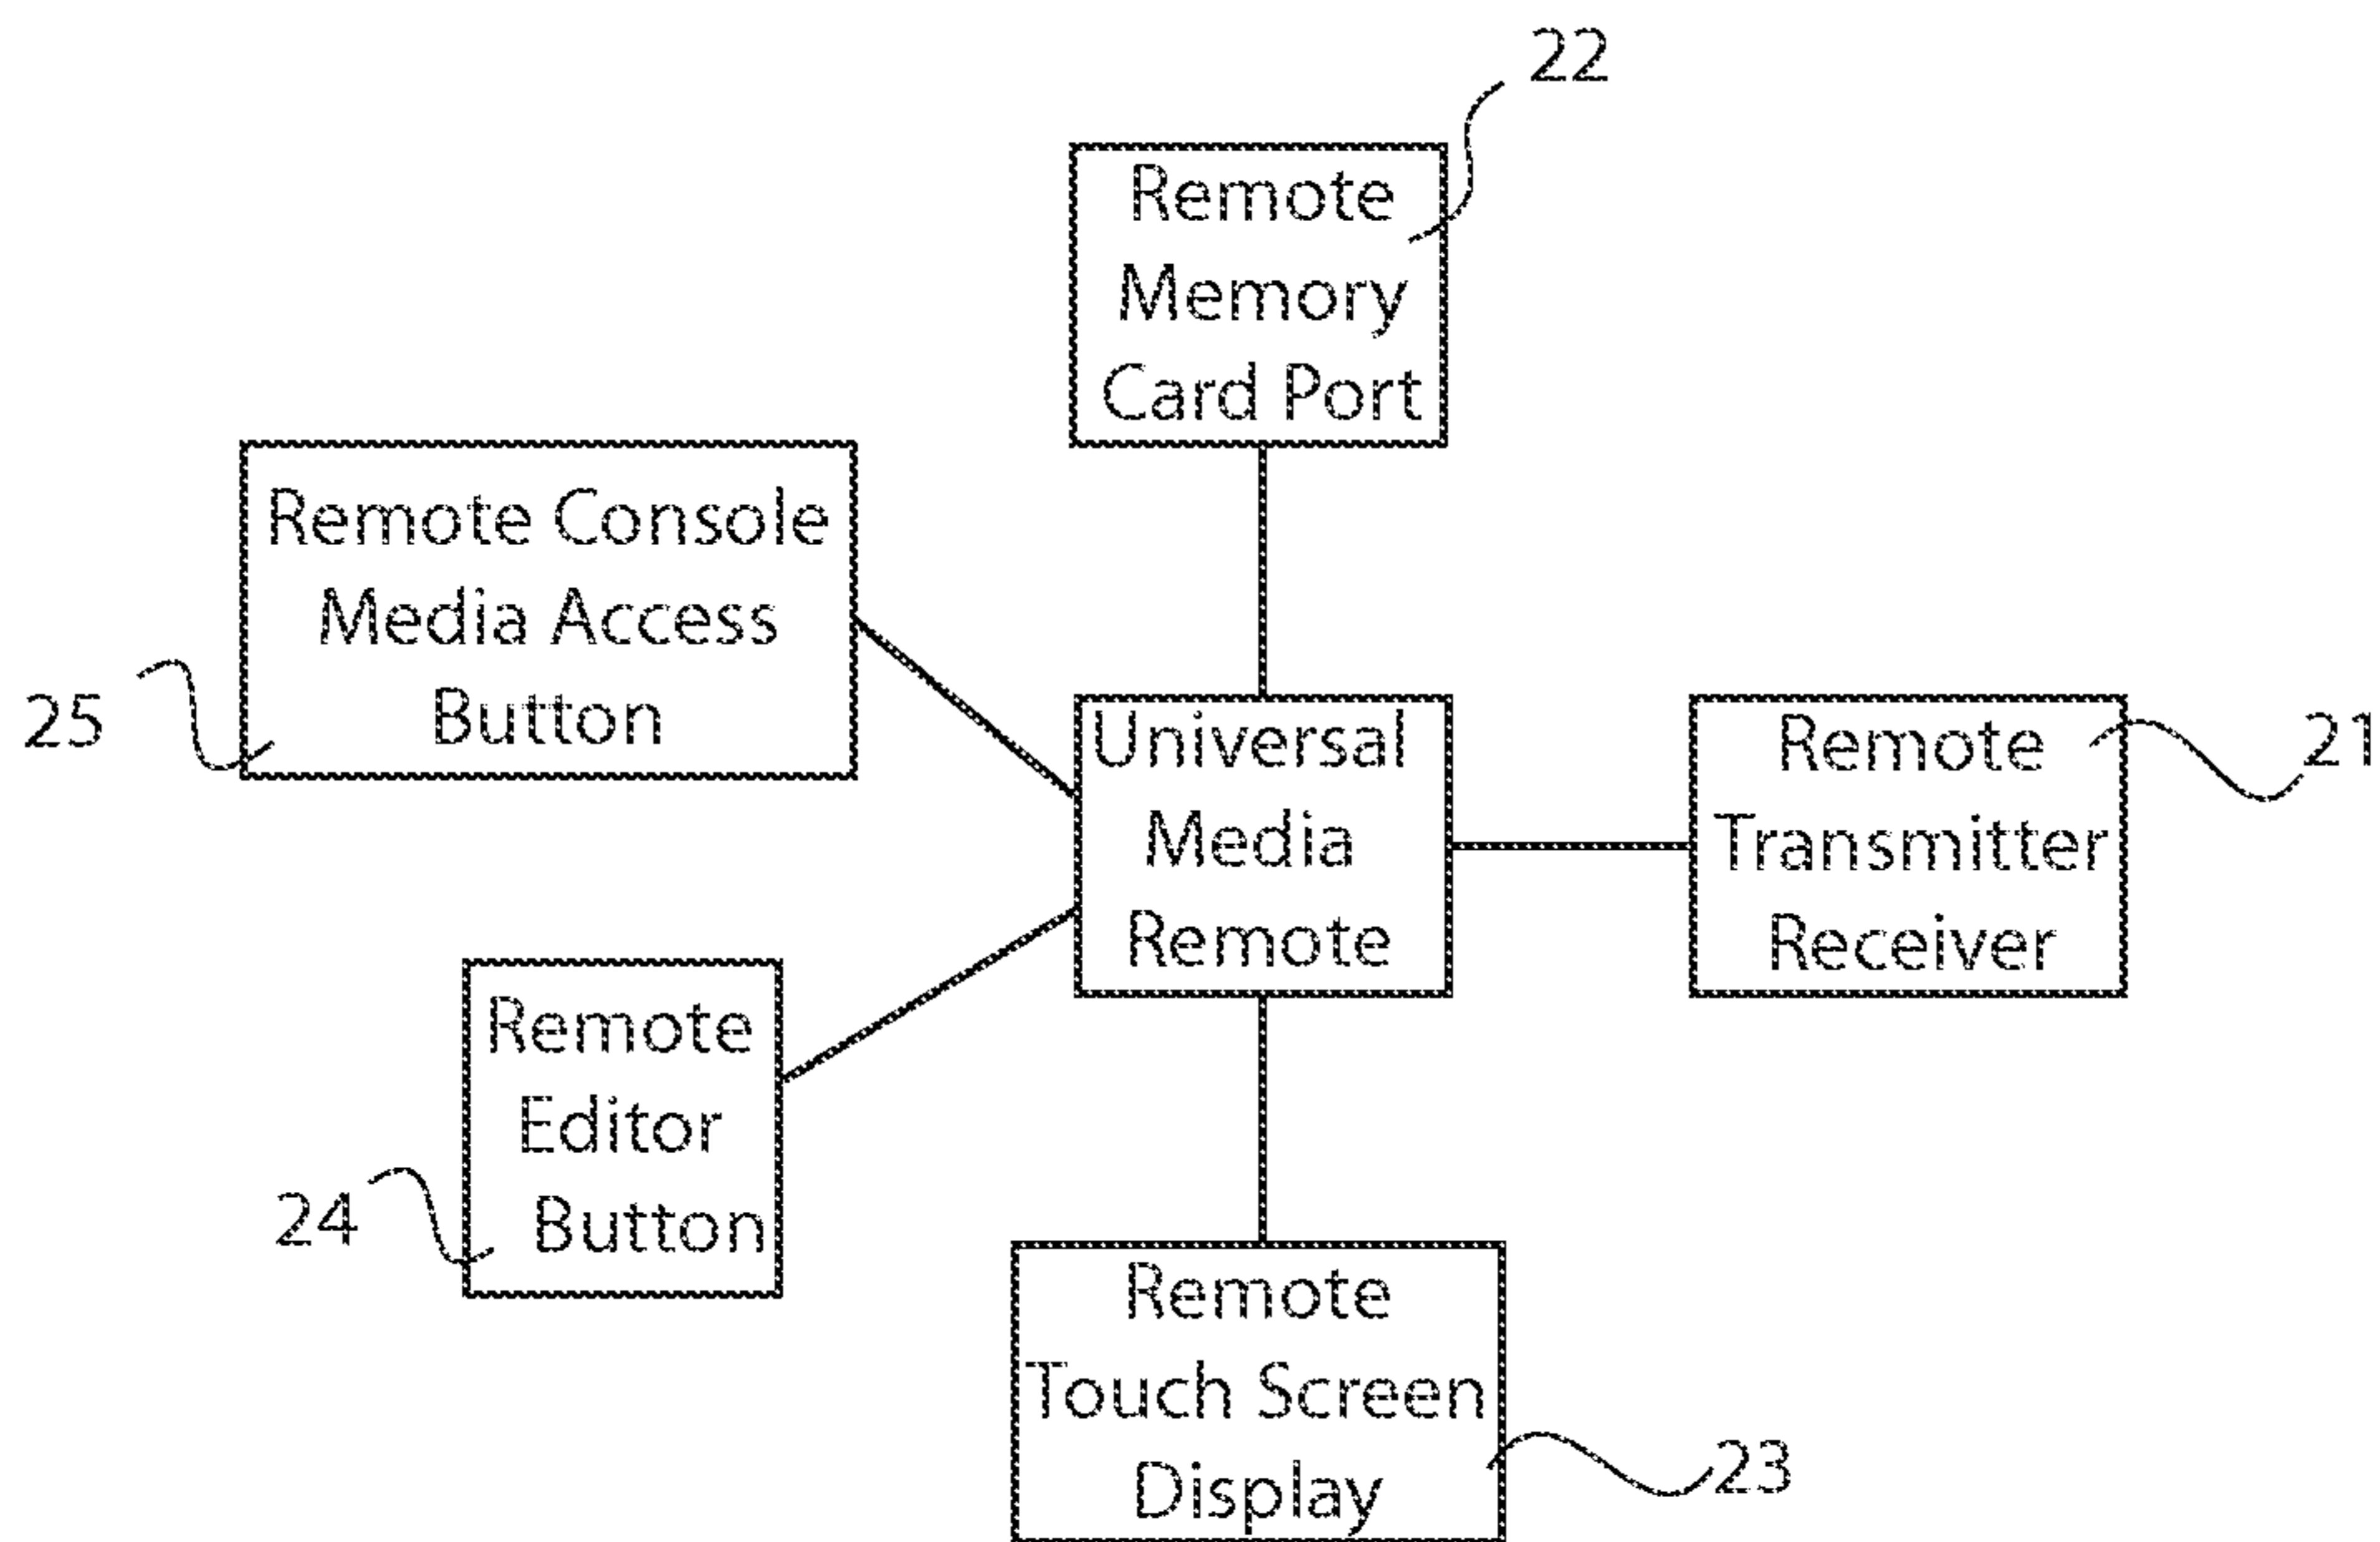 22
Remote
Memory
Card Port
Remote Console
Media Access
Button
25
Universal
Media
Remote
Remote
Transmitter
Receiver
21
Remote
Editor
Button
24
Remote
Touch Screen
Display
23